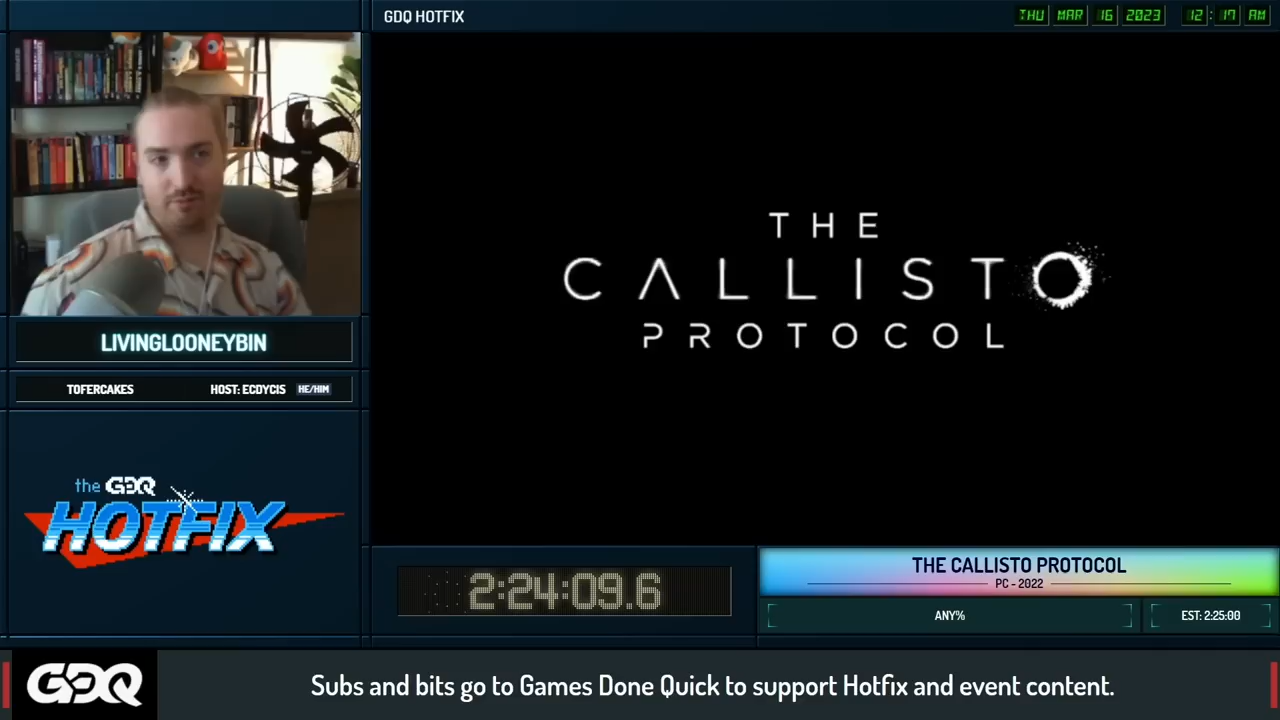 GDQ HOTFIX
THU MAR 16 2023 12:17 AM
THE
CALLISTO
PROTOCOL
LIVINGLOONEYBIN
TOFERCAKES HOST: ECDYCIS HE/HIM
the GDQ
HOTFIX
2:24:09.6
THE CALLISTO PROTOCOL
PC - 2022
ANY% EST: 2:25:00
GDQ Subs and bits go to Games Done Quick to support Hotfix and event content.